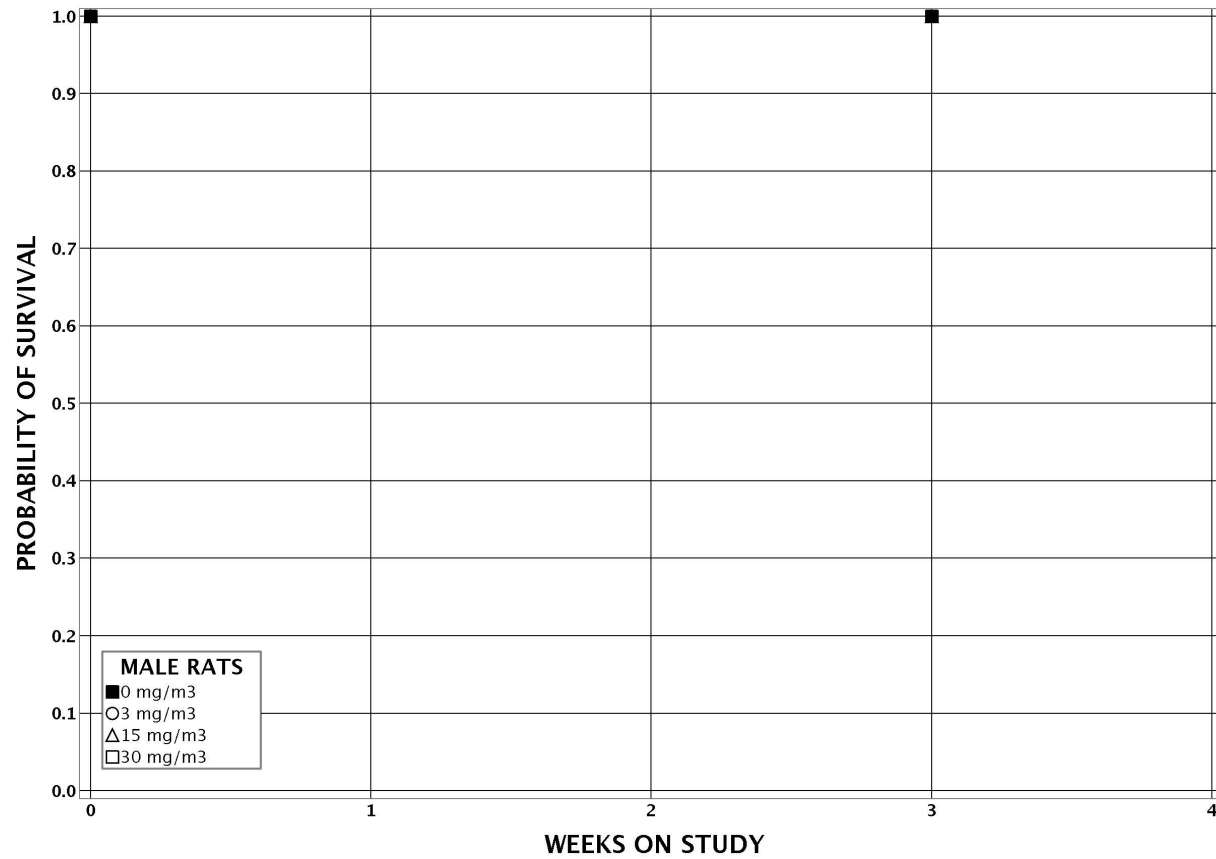 1.0
0.9
0.8
0.7
0.6
0.5
0.4
0.3
0.2
0.1
0.0
PROBABILITY OF SURVIVAL
MALE RATS
0 mg/m3
3 mg/m3
15 mg/m3
30 mg/m3
0 1 2 3 4
WEEKS ON STUDY